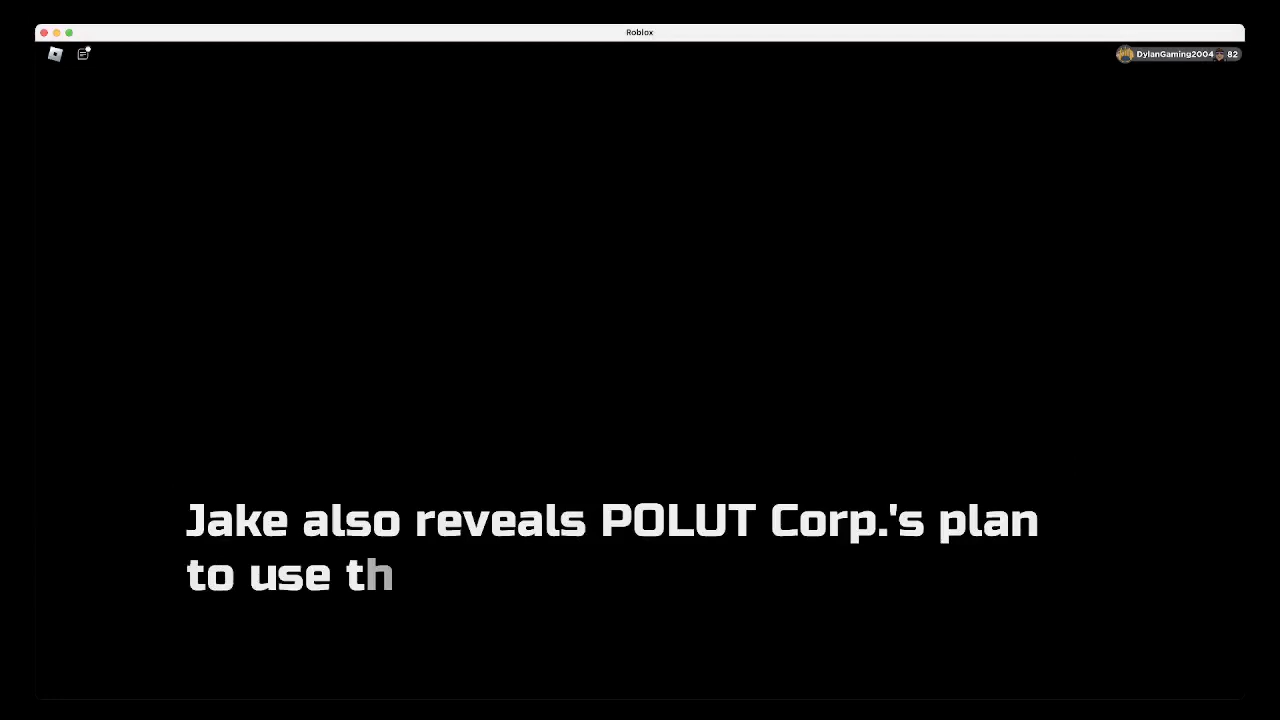 Roblox
DylanGaming2004 82
Jake also reveals POLUT Corp.'s plan
to use th